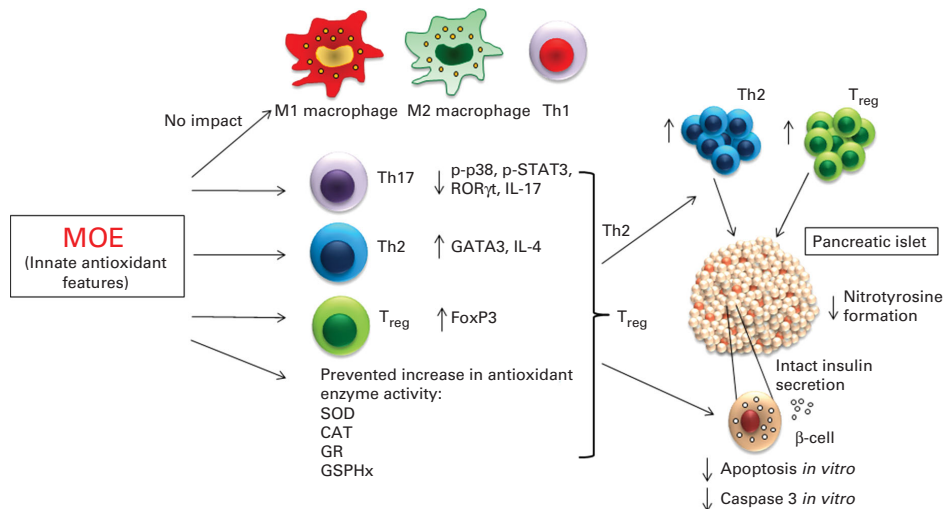 M1 macrophage
M2 macrophage
Th1
No impact
MOE
(Innate antioxidant
features)
Th17
p-p38, p-STAT3,
RORγt, IL-17
Th2
GATA3, IL-4
Treg
FoxP3
Prevented increase in antioxidant
enzyme activity:
SOD
CAT
GR
GSPHx
Th2
Treg
Th2
Treg
Pancreatic islet
Nitrotyrosine
formation
Intact insulin
secretion
β-cell
Apoptosis in vitro
Caspase 3 in vitro